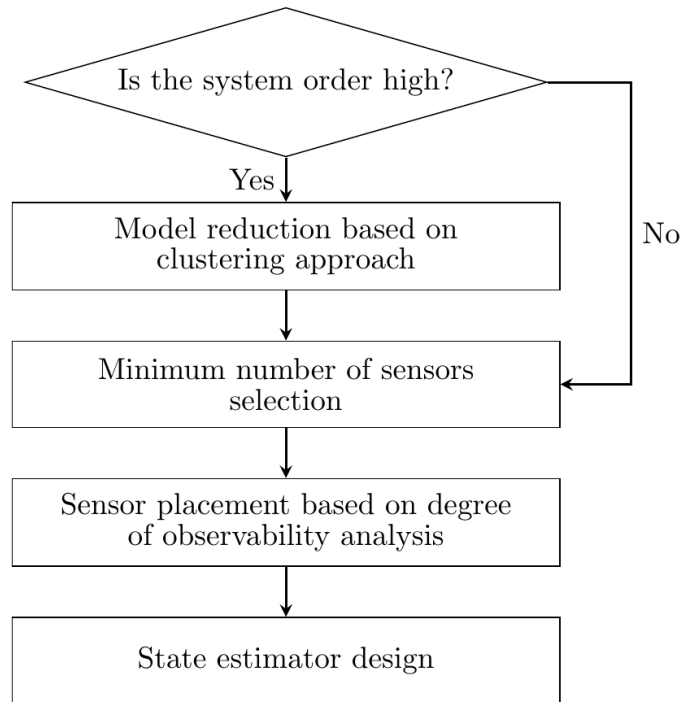 Is the system order high?
Yes
Model reduction based on
clustering approach
No
Minimum number of sensors
selection
Sensor placement based on degree
of observability analysis
State estimator design